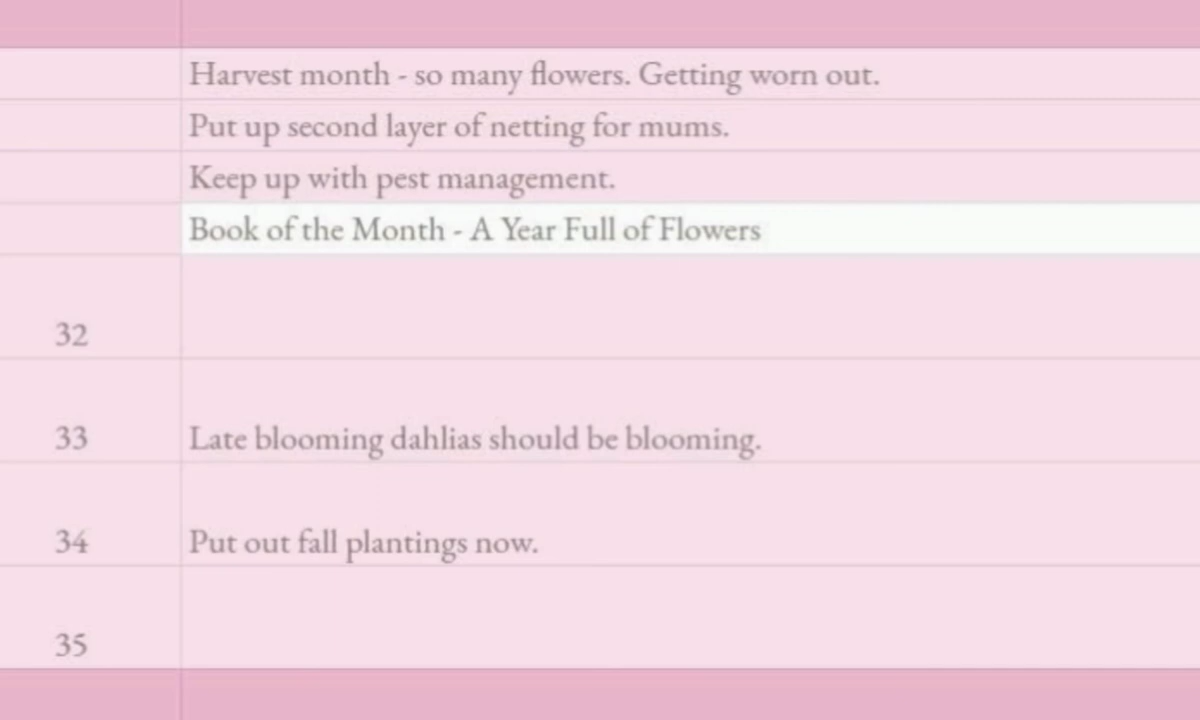 Harvest month - so many flowers. Getting worn out.
Put up second layer of netting for mums.
Keep up with pest management.
Book of the Month - A Year Full of Flowers
32
33 Late blooming dahlias should be blooming.
34 Put out fall plantings now.
35